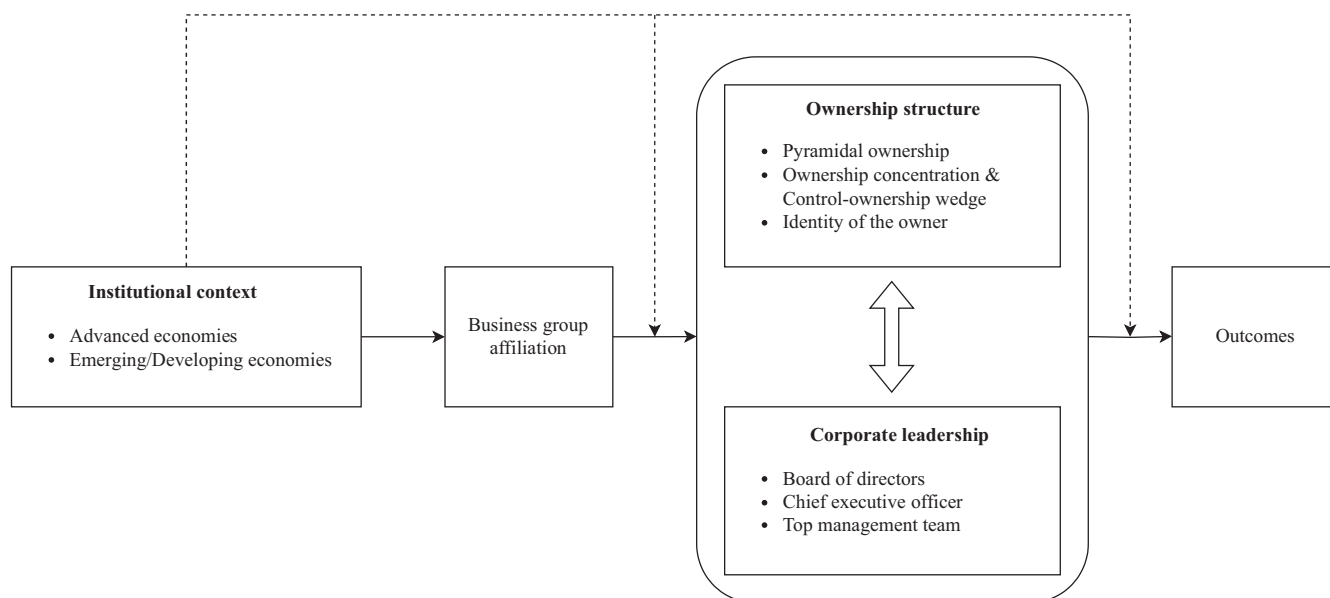 Ownership structure
• Pyramidal ownership
• Ownership concentration &
Control-ownership wedge
• Identity of the owner
Institutional context
• Advanced economies
• Emerging/Developing economies
Business group
affiliation
Outcomes
Corporate leadership
• Board of directors
• Chief executive officer
• Top management team